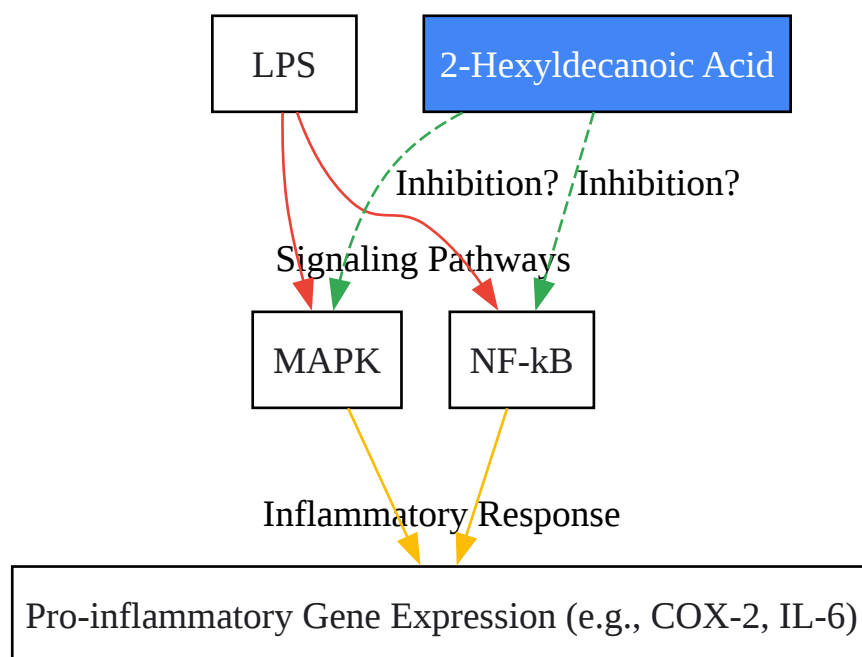 LPS
2-Hexyldecanoic Acid
Inhibition?
Inhibition?
Signaling Pathways
MAPK
NF-kB
Inflammatory Response
Pro-inflammatory Gene Expression (e.g., COX-2, IL-6)